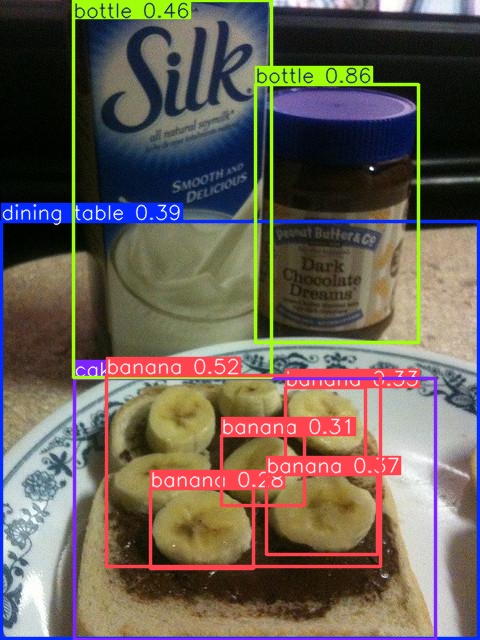 bottle 0.46
Silk
all natural soymilk
SMOOTH AND
DELICIOUS
bottle 0.86
Peanut Butter & Co
Dark
Chocolate
Dreams
dining table 0.39
cak
banana 0.52
banana 0.33
banana 0.31
banana 0.37
banana 0.28